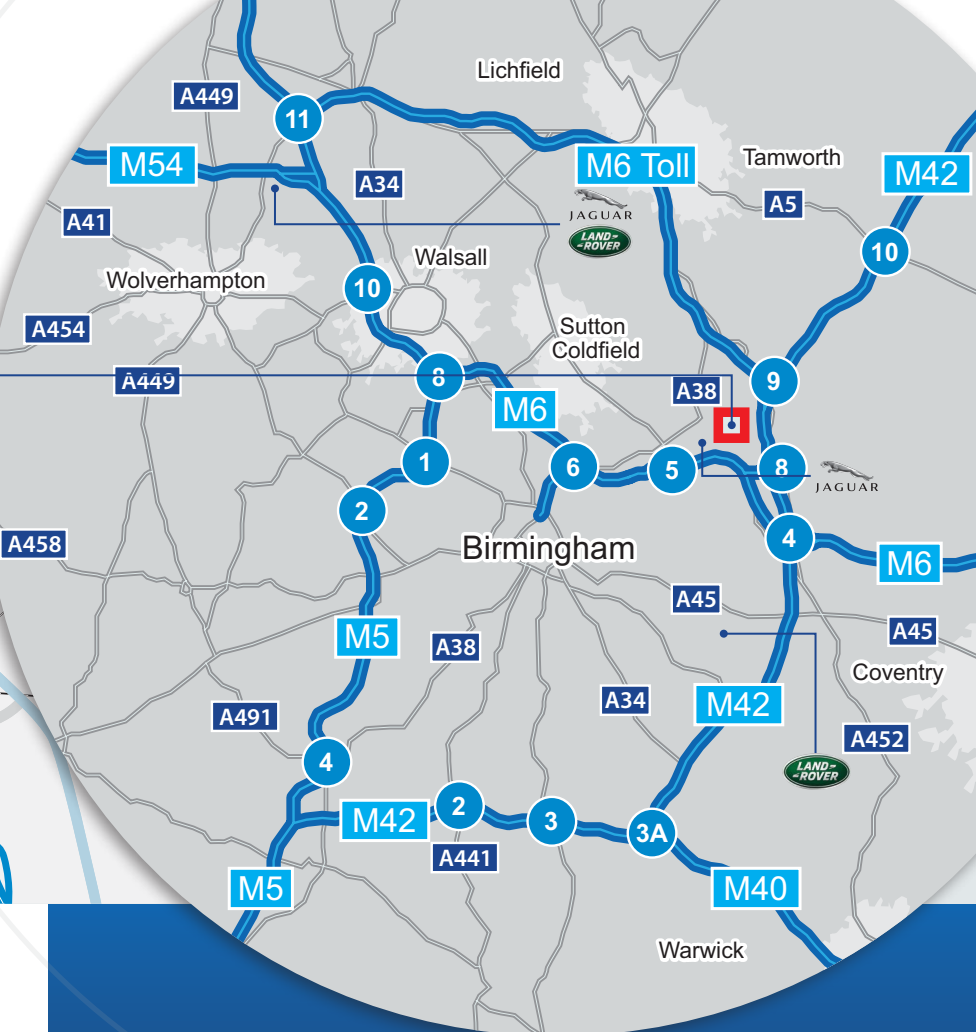 Lichfield
A449
11
M54
M6 Toll
Tamworth
M42
A34
A5
JAGUAR
LAND-
-ROVER
A41
Walsall
10
Wolverhampton
10
A454
Sutton
Coldfield
A449
8
9
A38
M6
1
6
5
8
JAGUAR
2
4
A458
Birmingham
M6
A45
A45
M5
A38
Coventry
A34
M42
A491
A452
4
LAND-
-ROVER
M42
2
3
3A
A441
M5
M40
Warwick